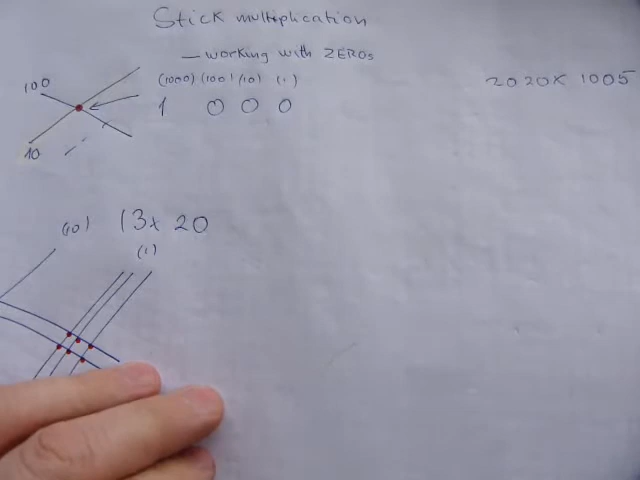 Stick multiplication
— working with ZEROs
100 (1000) (100) (10) (1)
1 0 0 0
2020x 1005
10
(10) 13x 20
(1)